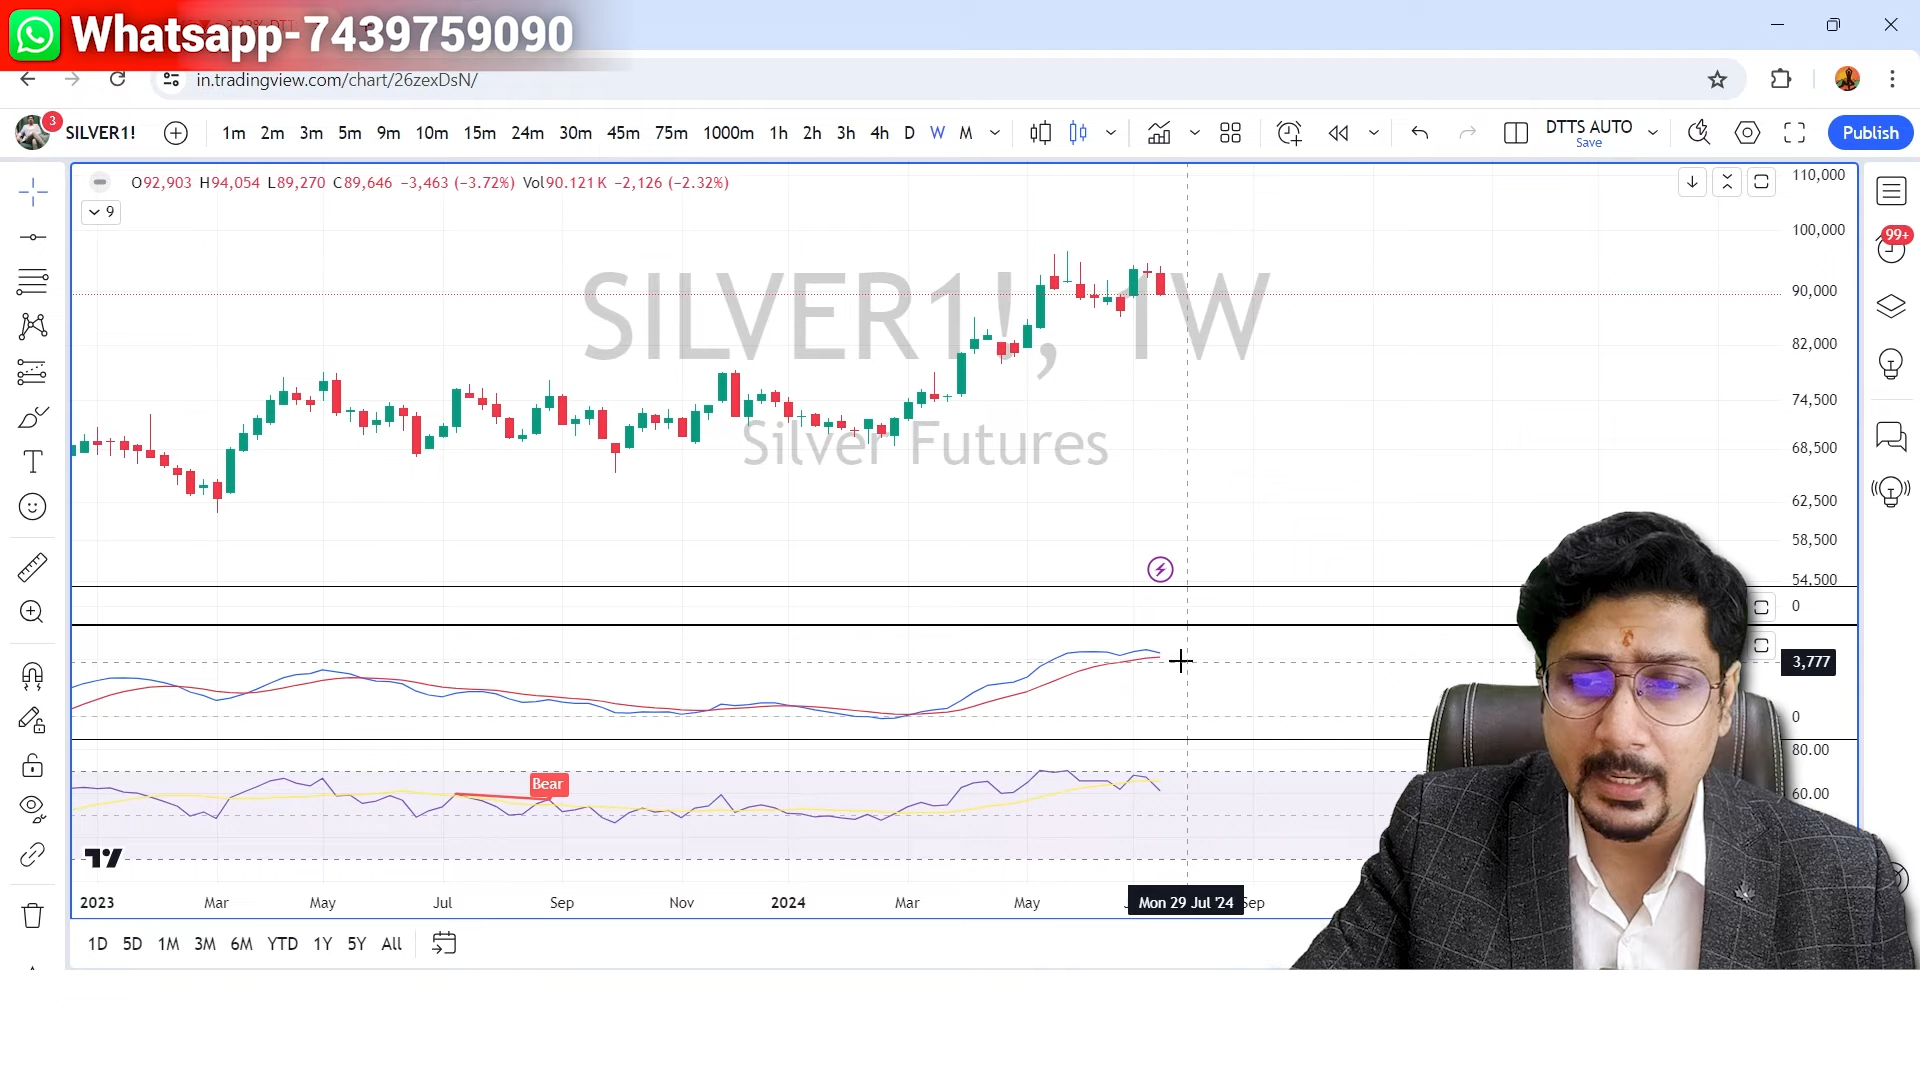 Whatsapp-7439759090
in.tradingview.com/chart/26zexDsN/
3 SILVER1! 1m 2m 3m 5m 9m 10m 15m 24m 30m 45m 75m 1000m 1h 2h 3h 4h D W M DTTS AUTO Publish
Save
O92,903 H94,054 L89,270 C89,646 −3,463 (−3.72%) Vol90.121K −2,126 (−2.32%)
9
SILVER1!, 1W
Silver Futures
110,000
100,000
90,000
82,000
74,500
68,500
62,500
58,500
54,500
0
3,777
0
80.00
60.00
99+
Bear
2023 Mar May Jul Sep Nov 2024 Mar May Mon 29 Jul '24 Sep
1D 5D 1M 3M 6M YTD 1Y 5Y All